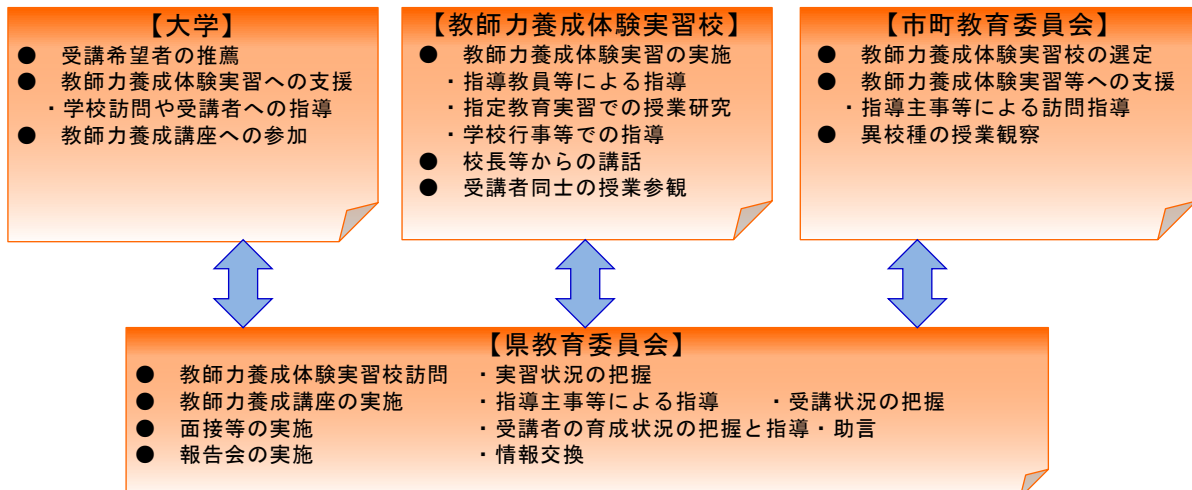 【大学】
● 受講希望者の推薦
● 教師力養成体験実習への支援
・学校訪問や受講者への指導
● 教師力養成講座への参加
【教師力養成体験実習校】
● 教師力養成体験実習の実施
・指導教員等による指導
・指定教育実習での授業研究
・学校行事等での指導
● 校長等からの講話
● 受講者同士の授業参観
【市町教育委員会】
● 教師力養成体験実習校の選定
● 教師力養成体験実習等への支援
・指導主事等による訪問指導
● 異校種の授業観察
【県教育委員会】
● 教師力養成体験実習校訪問 ・実習状況の把握
● 教師力養成講座の実施 ・指導主事等による指導 ・受講状況の把握
● 面接等の実施 ・受講者の育成状況の把握と指導・助言
● 報告会の実施 ・情報交換